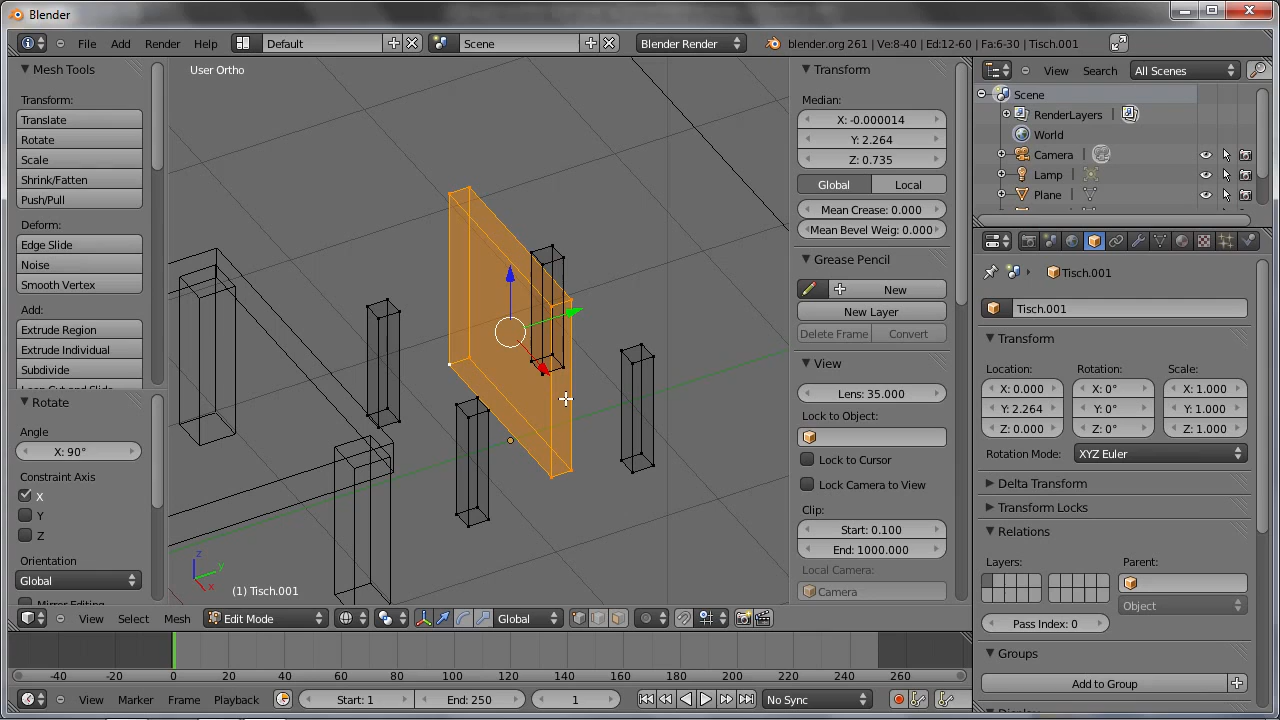 Blender
File Add Render Help Default Scene Blender Render blender.org 261 | Ve:8-40 | Ed:12-60 | Fa:6-30 | Tisch.001
Mesh Tools
Transform:
Translate
Rotate
Scale
Shrink/Fatten
Push/Pull
Deform:
Edge Slide
Noise
Smooth Vertex
Add:
Extrude Region
Extrude Individual
Subdivide
Loop Cut and Slide
Rotate
Angle
X: 90°
Constraint Axis
X
Y
Z
Orientation
Global
Mirror Editing
User Ortho
z
y
x
(1) Tisch.001
Transform
Median:
X: -0.000014
Y: 2.264
Z: 0.735
Global Local
Mean Crease: 0.000
Mean Bevel Weig: 0.000
Grease Pencil
New
New Layer
Delete Frame Convert
View
Lens: 35.000
Lock to Object:
Lock to Cursor
Lock Camera to View
Clip:
Start: 0.100
End: 1000.000
Local Camera:
Camera
View Select Mesh Edit Mode Global
-40 -20 0 20 40 60 80 100 120 140 160 180 200 220 240 260
View Marker Frame Playback Start: 1 End: 250 1 No Sync
View Search All Scenes
Scene
RenderLayers
World
Camera
Lamp
Plane
Tisch.001
Tisch.001
Transform
Location: Rotation: Scale:
X: 0.000 X: 0° X: 1.000
Y: 2.264 Y: 0° Y: 1.000
Z: 0.000 Z: 0° Z: 1.000
Rotation Mode: XYZ Euler
Delta Transform
Transform Locks
Relations
Layers: Parent:
Object
Pass Index: 0
Groups
Add to Group